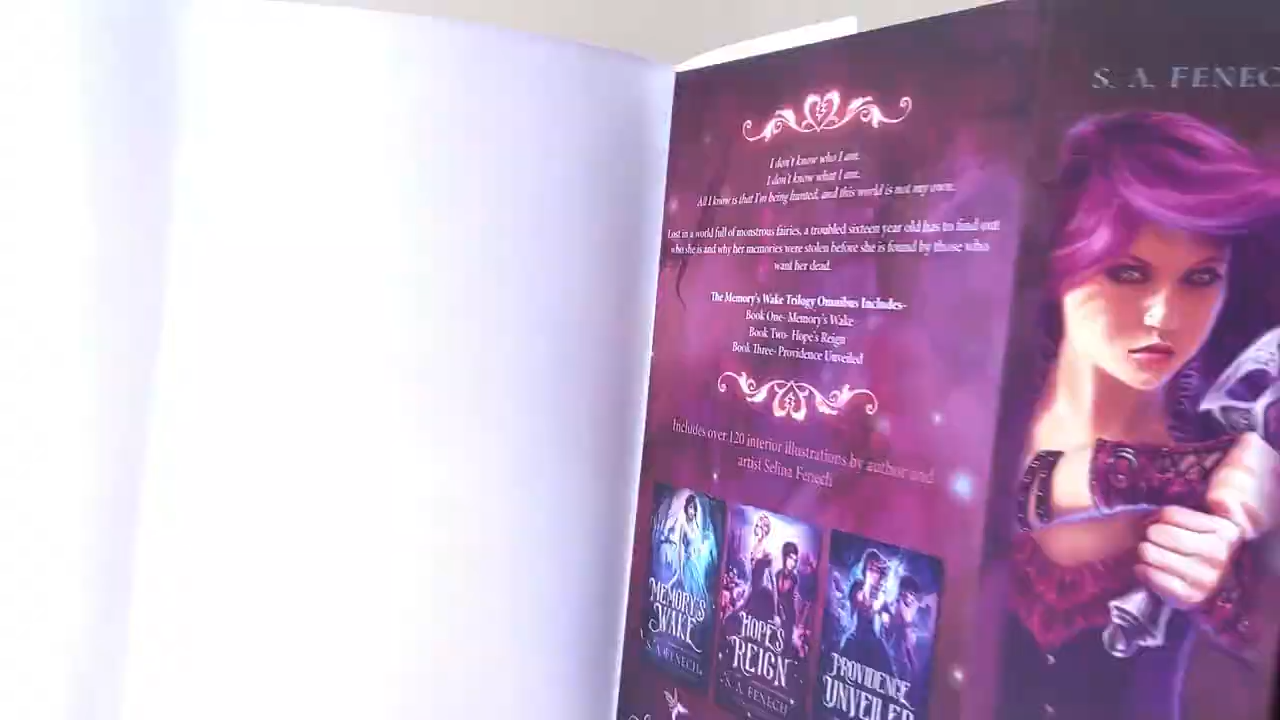 I don't know who I am.
I don't know what I am.
All I know is that I'm being hunted, and this world is not my own.
Lost in a world full of monstrous fairies, a troubled sixteen year old has to find out
who she is and why her memories were stolen before she is found by those who
want her dead.
The Memory's Wake Trilogy Omnibus Includes-
Book One- Memory's Wake
Book Two- Hope's Reign
Book Three- Providence Unveiled
Includes over 120 interior illustrations by author and
artist Selina Fenech
MEMORY'S
WAKE
S. A. FENECH
HOPE'S
REIGN
S. A. FENECH
PROVIDENCE
UNVEILED
S. A. FENEC